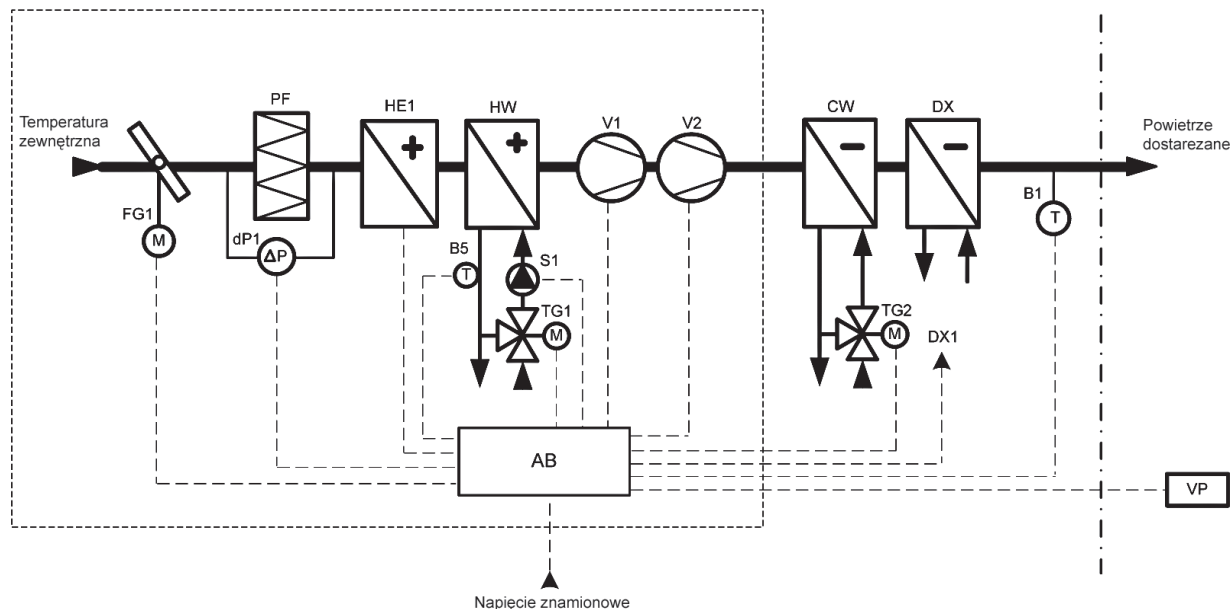 PF
HE1
HW
V1
V2
CW
DX
Temperatura
zewnętrzna
Powietrze
dostarezane
FG1
M
dP1
ΔP
B5
T
S1
TG1
M
TG2
M
DX1
B1
T
AB
VP
Napięcie znamionowe